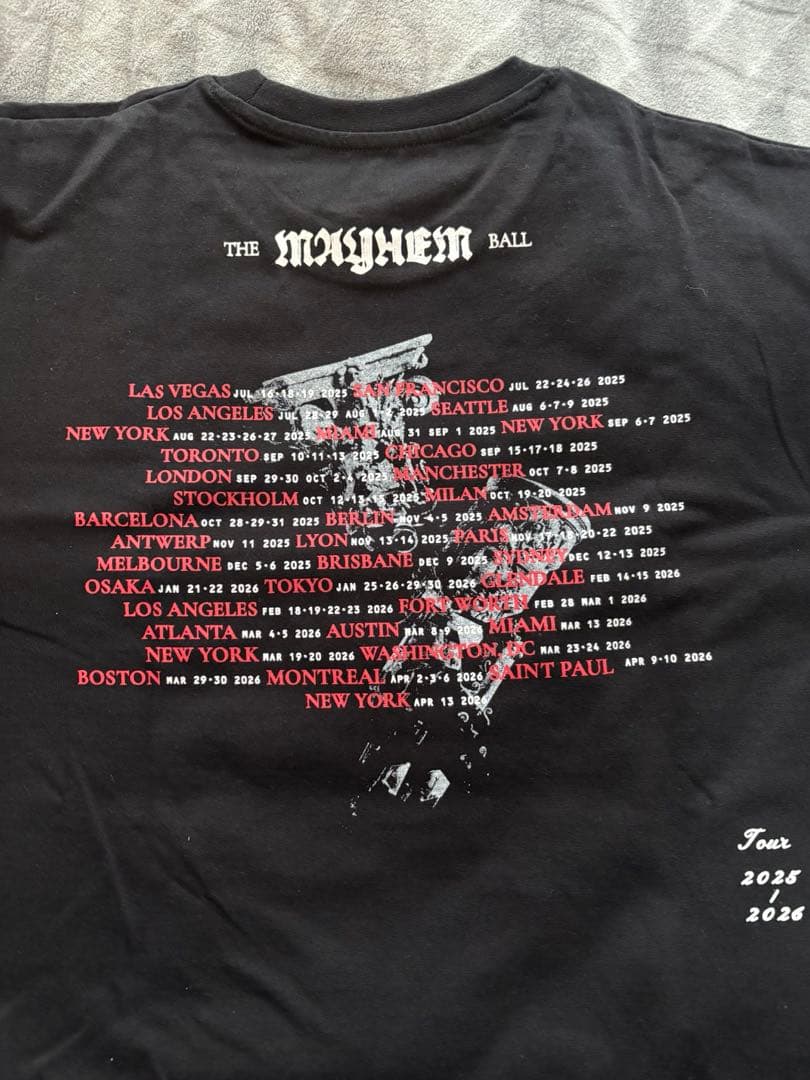 THE MAYHEM BALL
LAS VEGAS JUL 16•18•19 2025 SAN FRANCISCO JUL 22•24•26 2025
LOS ANGELES JUL 28•29 AUG 1•2 2025 SEATTLE AUG 6•7•9 2025
NEW YORK AUG 22•23•26•27 2025 MIAMI AUG 31 SEP 1 2025 NEW YORK SEP 6•7 2025
TORONTO SEP 10•11•13 2025 CHICAGO SEP 15•17•18 2025
LONDON SEP 29•30 OCT 2•4 2025 MANCHESTER OCT 7•8 2025
STOCKHOLM OCT 12•13•15 2025 MILAN OCT 19•20 2025
BARCELONA OCT 28•29•31 2025 BERLIN NOV 4•5 2025 AMSTERDAM NOV 9 2025
ANTWERP NOV 11 2025 LYON NOV 13•14 2025 PARIS NOV 17•18•20•22 2025
MELBOURNE DEC 5•6 2025 BRISBANE DEC 9 2025 SYDNEY DEC 12•13 2025
OSAKA JAN 21•22 2026 TOKYO JAN 25•26•29•30 2026 GLENDALE FEB 14•15 2026
LOS ANGELES FEB 18•19•22•23 2026 FORT WORTH FEB 28 MAR 1 2026
ATLANTA MAR 4•5 2026 AUSTIN MAR 8•9 2026 MIAMI MAR 13 2026
NEW YORK MAR 19•20 2026 WASHINGTON, DC MAR 23•24 2026
BOSTON MAR 29•30 2026 MONTREAL APR 2•3•6 2026 SAINT PAUL APR 9•10 2026
NEW YORK APR 13 2026
Tour
2025
/
2026